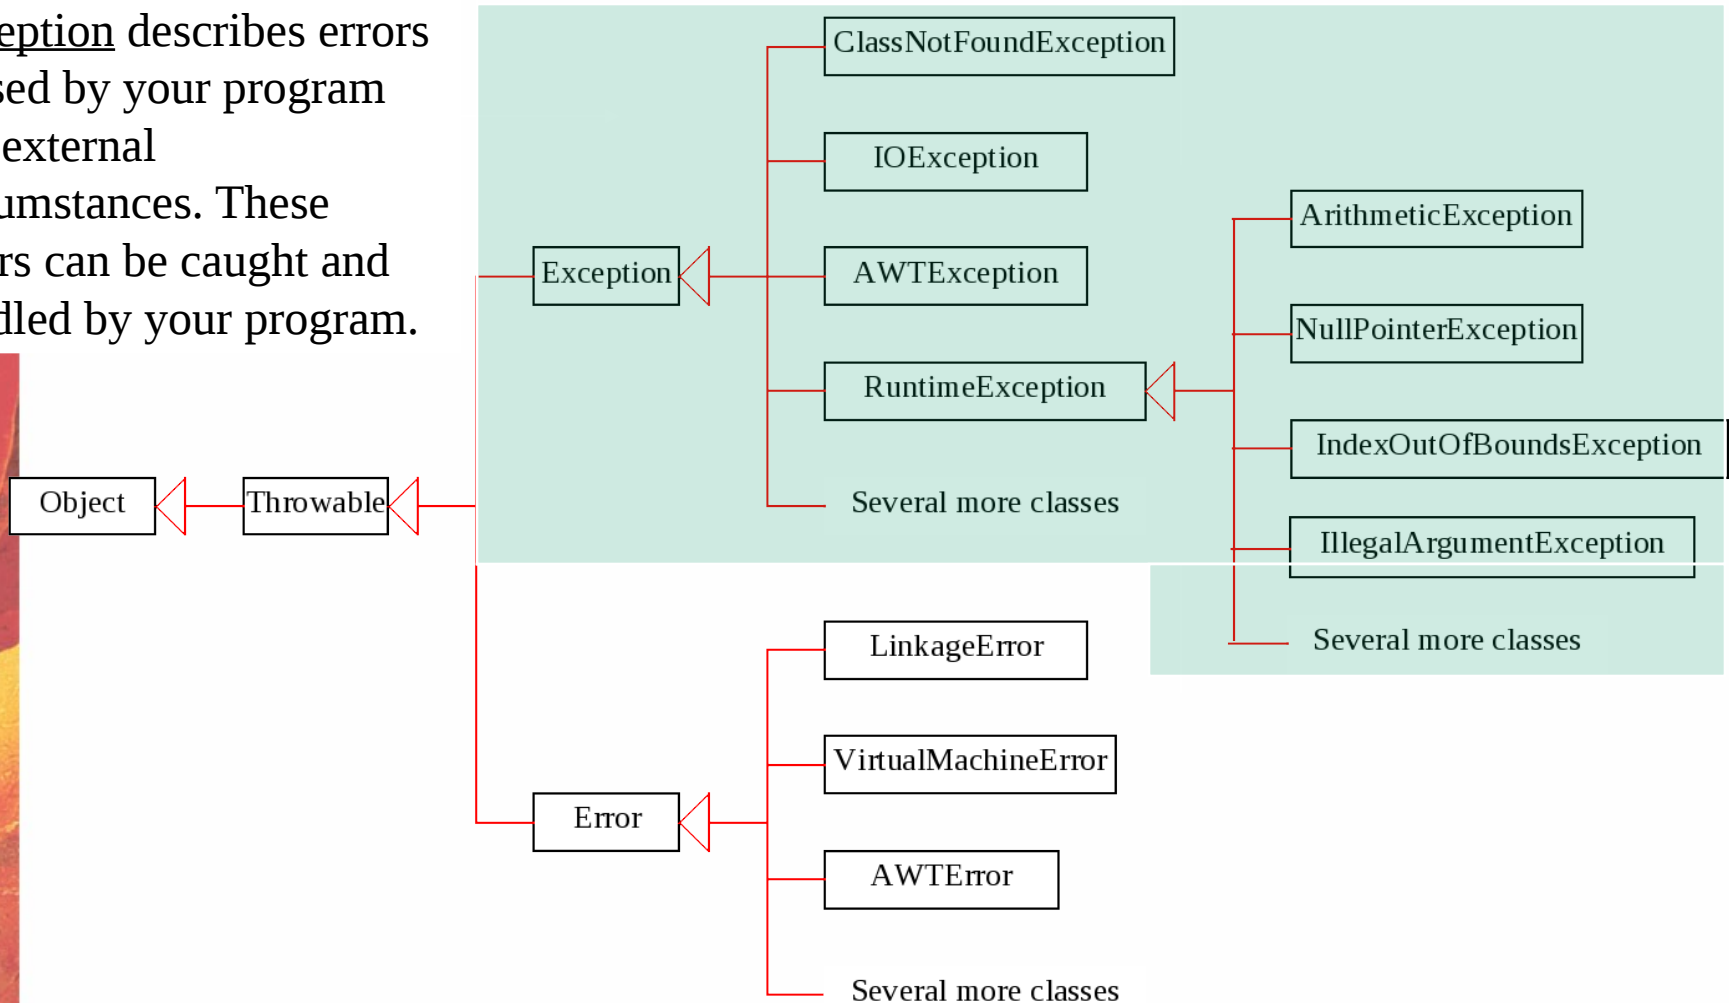 eption describes errors
sed by your program
external
umstances. These
rs can be caught and
dled by your program.
ClassNotFoundException
IOException
AWTException
RuntimeException
Several more classes
Exception
ArithmeticException
NullPointerException
IndexOutOfBoundsException
IllegalArgumentException
Several more classes
Object
Throwable
Error
LinkageError
VirtualMachineError
AWTError
Several more classes